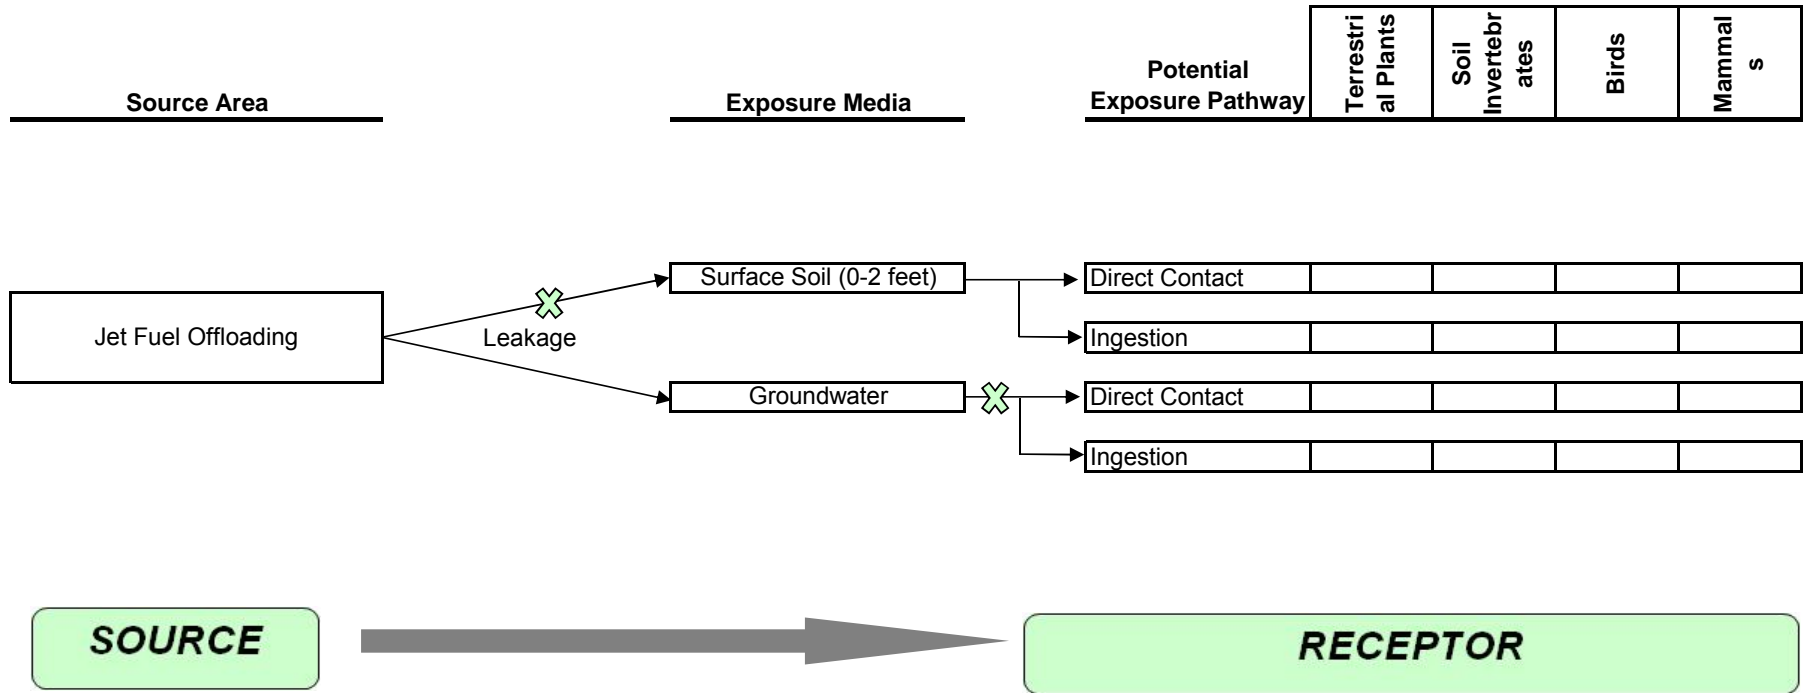 Source Area
Exposure Media
Potential
Exposure Pathway
Terrestri
al Plants
Soil
Invertebr
ates
Birds
Mammal
s
Jet Fuel Offloading
Leakage
Surface Soil (0-2 feet)
Direct Contact
Ingestion
Groundwater
Direct Contact
Ingestion
SOURCE
RECEPTOR